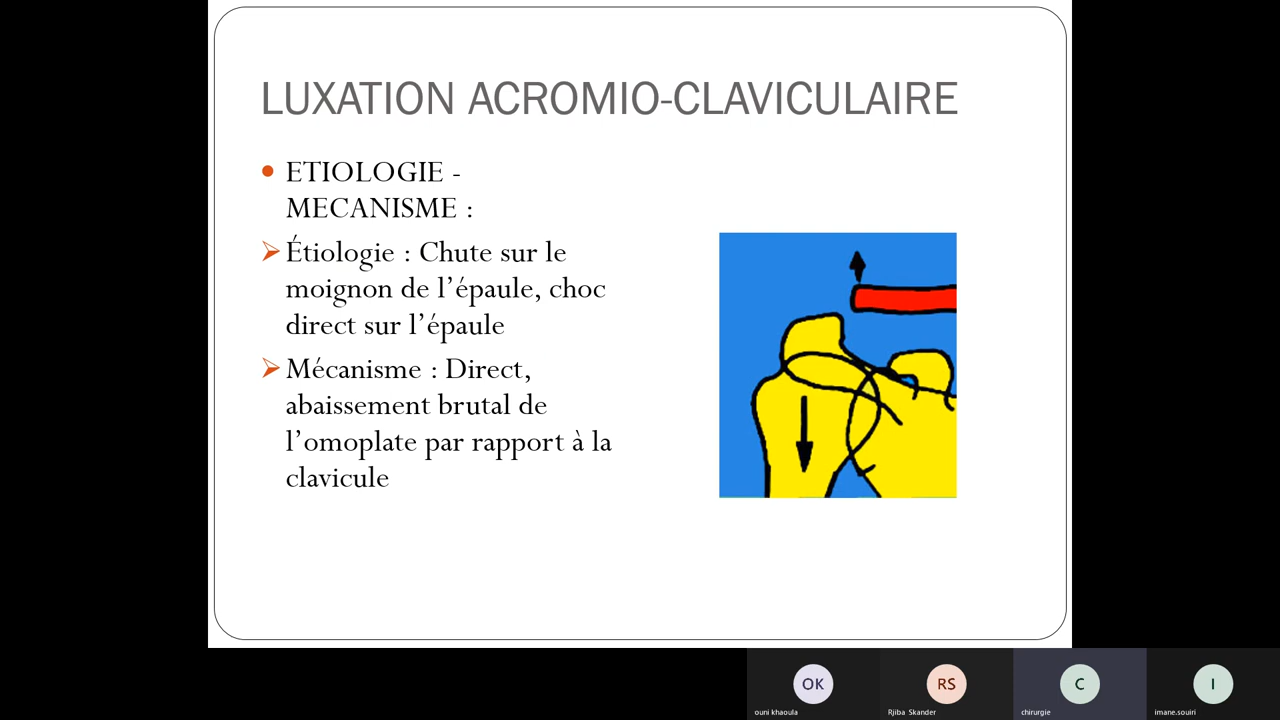 LUXATION ACROMIO-CLAVICULAIRE
ETIOLOGIE -
MECANISME :
Étiologie : Chute sur le
moignon de l’épaule, choc
direct sur l’épaule
Mécanisme : Direct,
abaissement brutal de
l’omoplate par rapport à la
clavicule
OK
RS
C
I
ouni khaoula
Rjiba Skander
chirurgie
imane.souiri